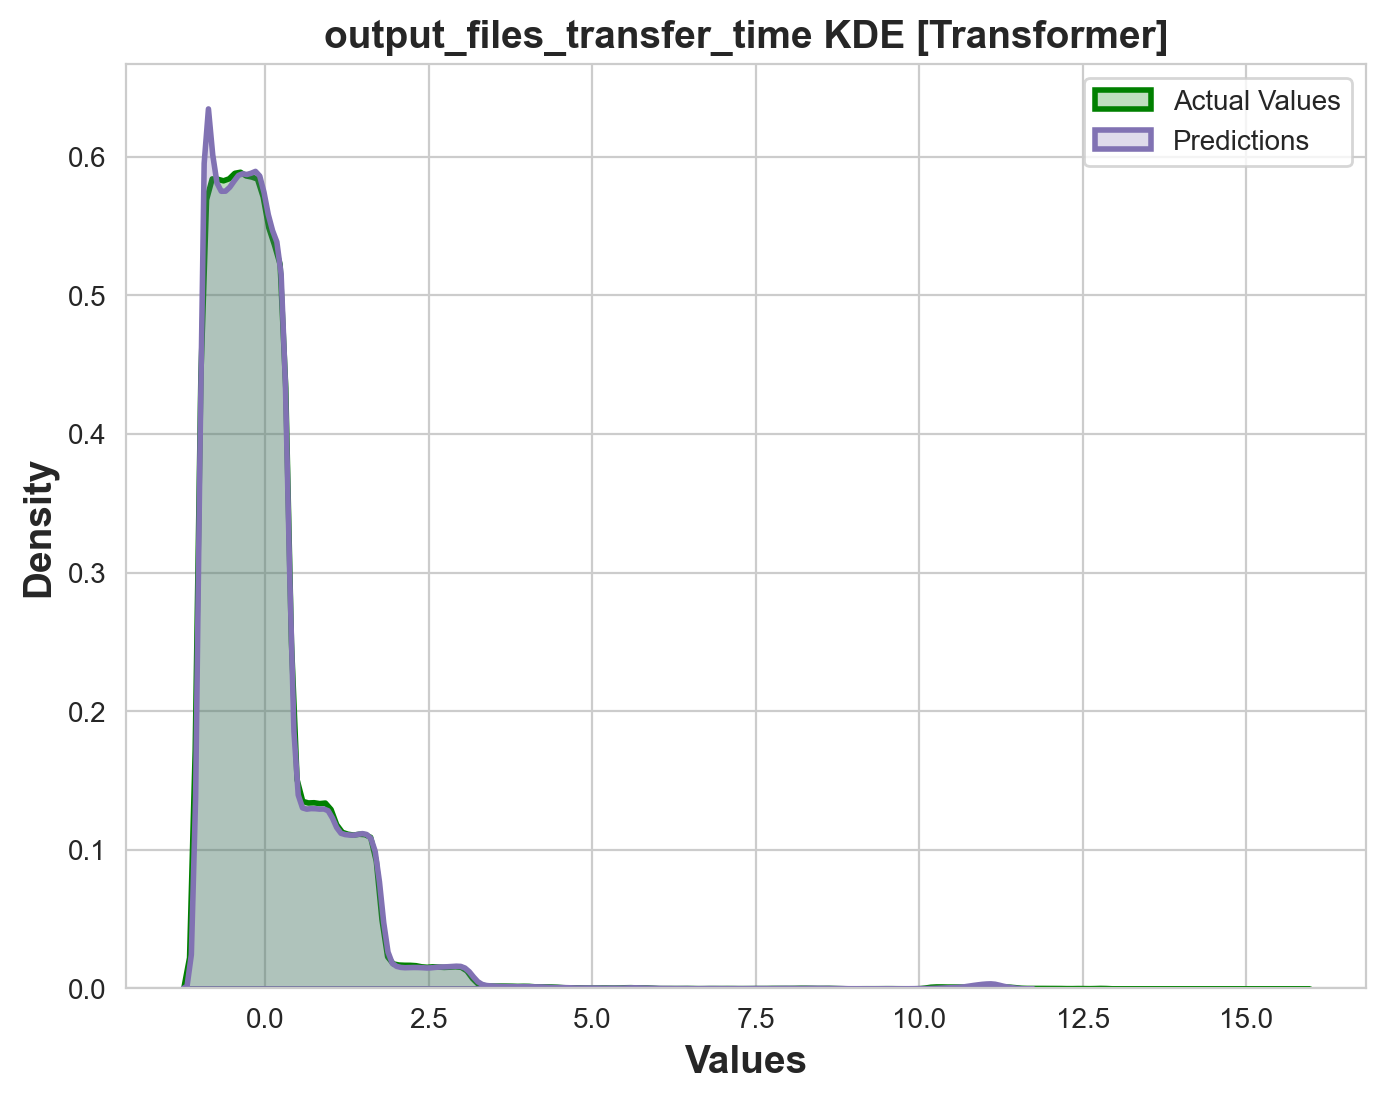 output_files_transfer_time KDE [Transformer]
Actual Values
Predictions
0.6
0.5
0.4
0.3
0.2
0.1
0.0
Density
0.0 2.5 5.0 7.5 10.0 12.5 15.0
Values